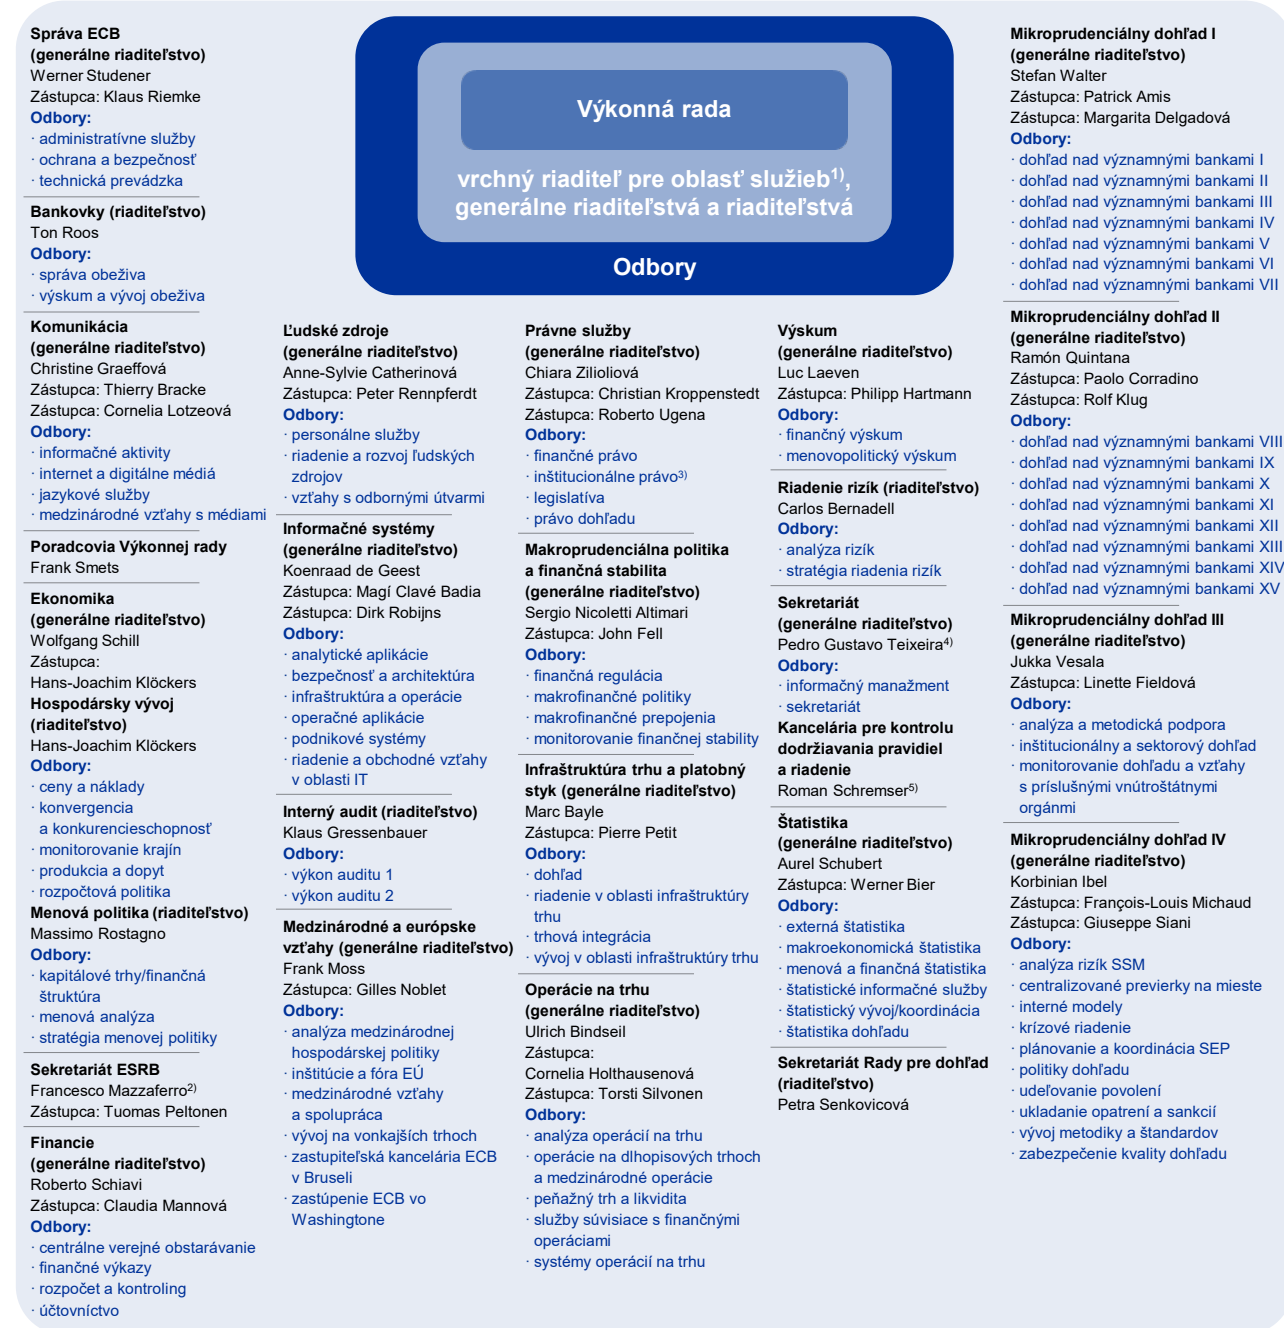 Správa ECB
(generálne riaditeľstvo)
Werner Studener
Zástupca: Klaus Riemke
Odbory:
· administratívne služby
· ochrana a bezpečnosť
· technická prevádzka
Bankovky (riaditeľstvo)
Ton Roos
Odbory:
· správa obeživa
· výskum a vývoj obeživa
Komunikácia
(generálne riaditeľstvo)
Christine Graeffová
Zástupca: Thierry Bracke
Zástupca: Cornelia Lotzeová
Odbory:
· informačné aktivity
· internet a digitálne médiá
· jazykové služby
· medzinárodné vzťahy s médiami
Poradcovia Výkonnej rady
Frank Smets
Ekonomika
(generálne riaditeľstvo)
Wolfgang Schill
Zástupca:
Hans-Joachim Klöckers
Hospodársky vývoj
(riaditeľstvo)
Hans-Joachim Klöckers
Odbory:
· ceny a náklady
· konvergencia
a konkurencieschopnosť
· monitorovanie krajín
· produkcia a dopyt
· rozpočtová politika
Menová politika (riaditeľstvo)
Massimo Rostagno
Odbory:
· kapitálové trhy/finančná
štruktúra
· menová analýza
· stratégia menovej politiky
Sekretariát ESRB
Francesco Mazzaferro2)
Zástupca: Tuomas Peltonen
Financie
(generálne riaditeľstvo)
Roberto Schiavi
Zástupca: Claudia Mannová
Odbory:
· centrálne verejné obstarávanie
· finančné výkazy
· rozpočet a kontroling
· účtovníctvo
Výkonná rada
vrchný riaditeľ pre oblasť služieb1),
generálne riaditeľstvá a riaditeľstvá
Odbory
Ľudské zdroje
(generálne riaditeľstvo)
Anne-Sylvie Catherinová
Zástupca: Peter Rennpferdt
Odbory:
· personálne služby
· riadenie a rozvoj ľudských
zdrojov
· vzťahy s odbornými útvarmi
Informačné systémy
(generálne riaditeľstvo)
Koenraad de Geest
Zástupca: Magí Clavé Badia
Zástupca: Dirk Robijns
Odbory:
· analytické aplikácie
· bezpečnosť a architektúra
· infraštruktúra a operácie
· operačné aplikácie
· podnikové systémy
· riadenie a obchodné vzťahy
v oblasti IT
Interný audit (riaditeľstvo)
Klaus Gressenbauer
Odbory:
· výkon auditu 1
· výkon auditu 2
Medzinárodné a európske
vzťahy (generálne riaditeľstvo)
Frank Moss
Zástupca: Gilles Noblet
Odbory:
· analýza medzinárodnej
hospodárskej politiky
· inštitúcie a fóra EÚ
· medzinárodné vzťahy
a spolupráca
· vývoj na vonkajších trhoch
· zastupiteľská kancelária ECB
v Bruseli
· zastúpenie ECB vo
Washingtone
Právne služby
(generálne riaditeľstvo)
Chiara Zilioliová
Zástupca: Christian Kroppenstedt
Zástupca: Roberto Ugena
Odbory:
· finančné právo
· inštitúcionálne právo3)
· legislatíva
· právo dohľadu
Makroprudenciálna politika
a finančná stabilita
(generálne riaditeľstvo)
Sergio Nicoletti Altimari
Zástupca: John Fell
Odbory:
· finančná regulácia
· makrofinančné politiky
· makrofinančné prepojenia
· monitorovanie finančnej stability
Infraštruktúra trhu a platobný
styk (generálne riaditeľstvo)
Marc Bayle
Zástupca: Pierre Petit
Odbory:
· dohľad
· riadenie v oblasti infraštruktúry
trhu
· trhová integrácia
· vývoj v oblasti infraštruktúry trhu
Operácie na trhu
(generálne riaditeľstvo)
Ulrich Bindseil
Zástupca:
Cornelia Holthausenová
Zástupca: Torsti Silvonen
Odbory:
· analýza operácií na trhu
· operácie na dlhopisových trhoch
a medzinárodné operácie
· peňažný trh a likvidita
· služby súvisiace s finančnými
operáciami
· systémy operácií na trhu
Výskum
(generálne riaditeľstvo)
Luc Laeven
Zástupca: Philipp Hartmann
Odbory:
· finančný výskum
· menovopolitický výskum
Riadenie rizík (riaditeľstvo)
Carlos Bernadell
Odbory:
· analýza rizík
· stratégia riadenia rizík
Sekretariát
(generálne riaditeľstvo)
Pedro Gustavo Teixeira4)
Odbory:
· informačný manažment
· sekretariát
Kancelária pre kontrolu
dodržiavania pravidiel
a riadenie
Roman Schremser5)
Štatistika
(generálne riaditeľstvo)
Aurel Schubert
Zástupca: Werner Bier
Odbory:
· externá štatistika
· makroekonomická štatistika
· menová a finančná štatistika
· štatistické informačné služby
· štatistický vývoj/koordinácia
· štatistika dohľadu
Sekretariát Rady pre dohľad
(riaditeľstvo)
Petra Senkovicová
Mikroprudenciálny dohľad I
(generálne riaditeľstvo)
Stefan Walter
Zástupca: Patrick Amis
Zástupca: Margarita Delgadová
Odbory:
· dohľad nad významnými bankami I
· dohľad nad významnými bankami II
· dohľad nad významnými bankami III
· dohľad nad významnými bankami IV
· dohľad nad významnými bankami V
· dohľad nad významnými bankami VI
· dohľad nad významnými bankami VII
Mikroprudenciálny dohľad II
(generálne riaditeľstvo)
Ramón Quintana
Zástupca: Paolo Corradino
Zástupca: Rolf Klug
Odbory:
· dohľad nad významnými bankami VIII
· dohľad nad významnými bankami IX
· dohľad nad významnými bankami X
· dohľad nad významnými bankami XI
· dohľad nad významnými bankami XII
· dohľad nad významnými bankami XIII
· dohľad nad významnými bankami XIV
· dohľad nad významnými bankami XV
Mikroprudenciálny dohľad III
(generálne riaditeľstvo)
Jukka Vesala
Zástupca: Linette Fieldová
Odbory:
· analýza a metodická podpora
· inštitucionálny a sektorový dohľad
· monitorovanie dohľadu a vzťahy
s príslušnými vnútroštátnymi
orgánmi
Mikroprudenciálny dohľad IV
(generálne riaditeľstvo)
Korbinian Ibel
Zástupca: François-Louis Michaud
Zástupca: Giuseppe Siani
Odbory:
· analýza rizík SSM
· centralizované previerky na mieste
· interné modely
· krízové riadenie
· plánovanie a koordinácia SEP
· politiky dohľadu
· udeľovanie povolení
· ukladanie opatrení a sankcií
· vývoj metodiky a štandardov
· zabezpečenie kvality dohľadu